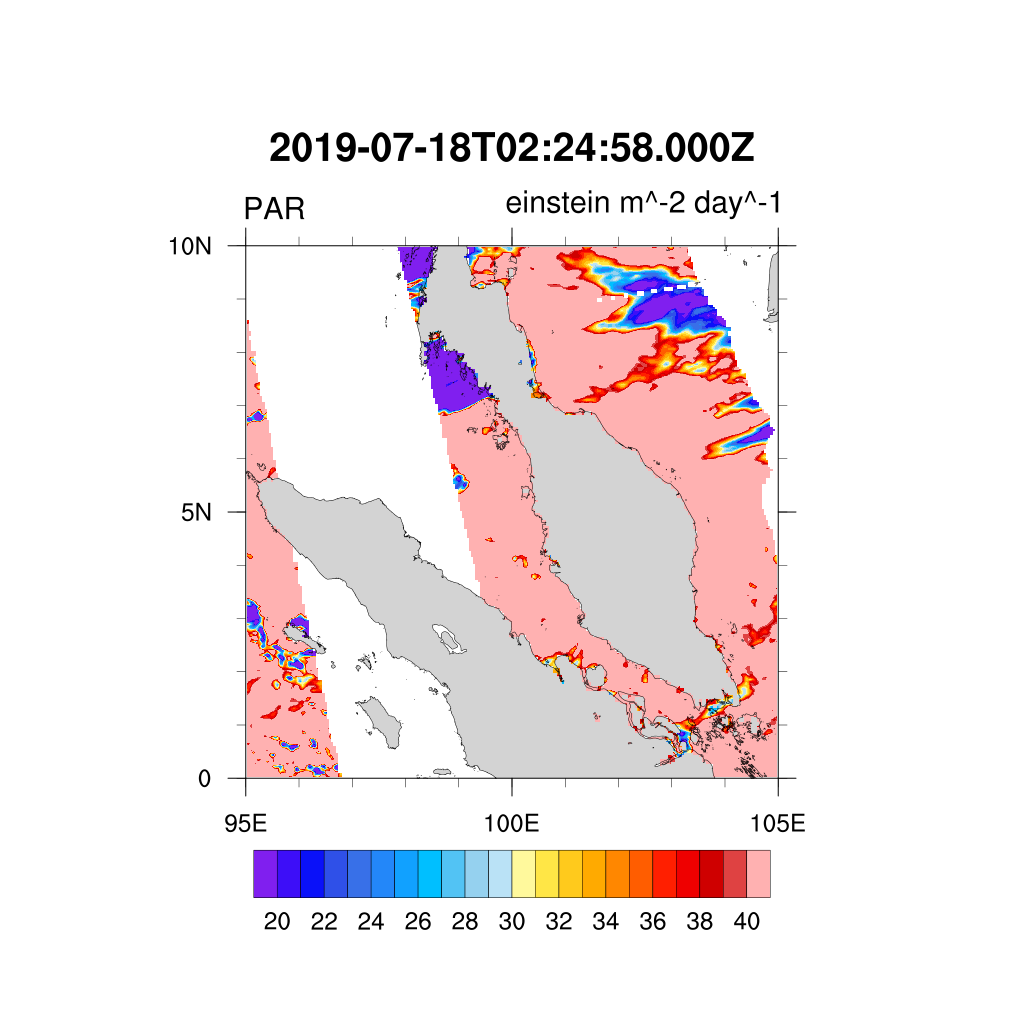 2019-07-18T02:24:58.000Z
PAR einstein m^-2 day^-1
10N
5N
0
95E 100E 105E
20 22 24 26 28 30 32 34 36 38 40